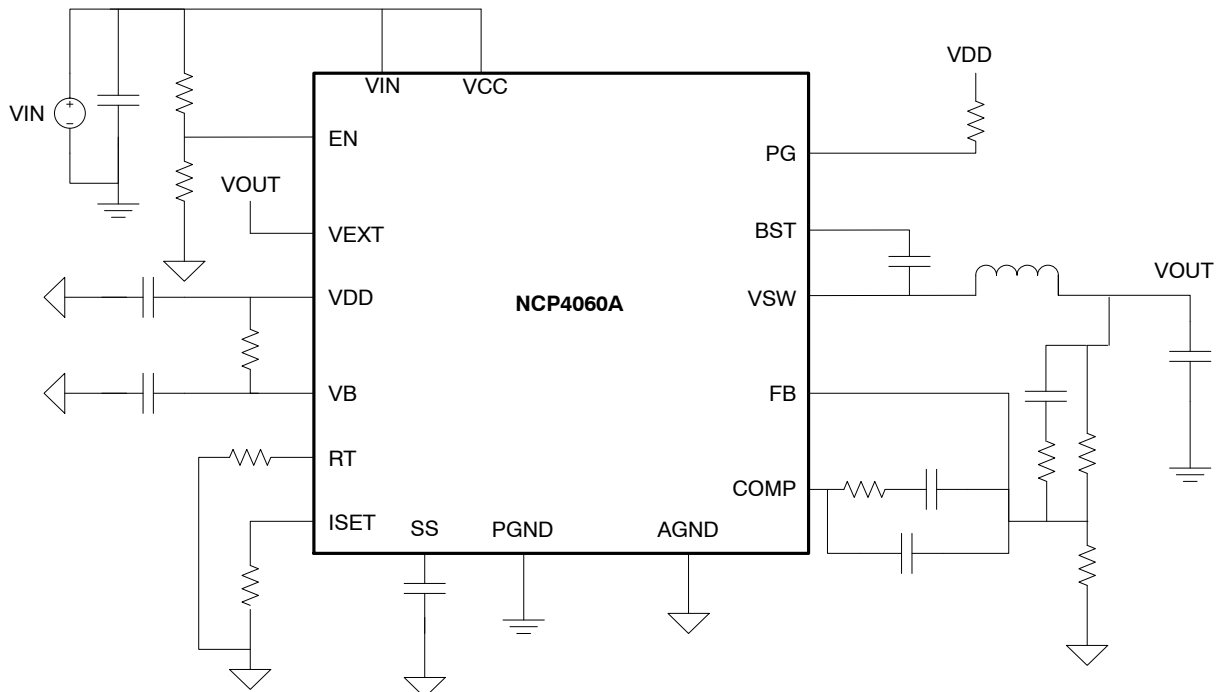 VDD
VIN
VCC
VIN
EN
PG
VOUT
VEXT
BST
VOUT
VDD
NCP4060A
VSW
VB
FB
RT
COMP
ISET
SS
PGND
AGND